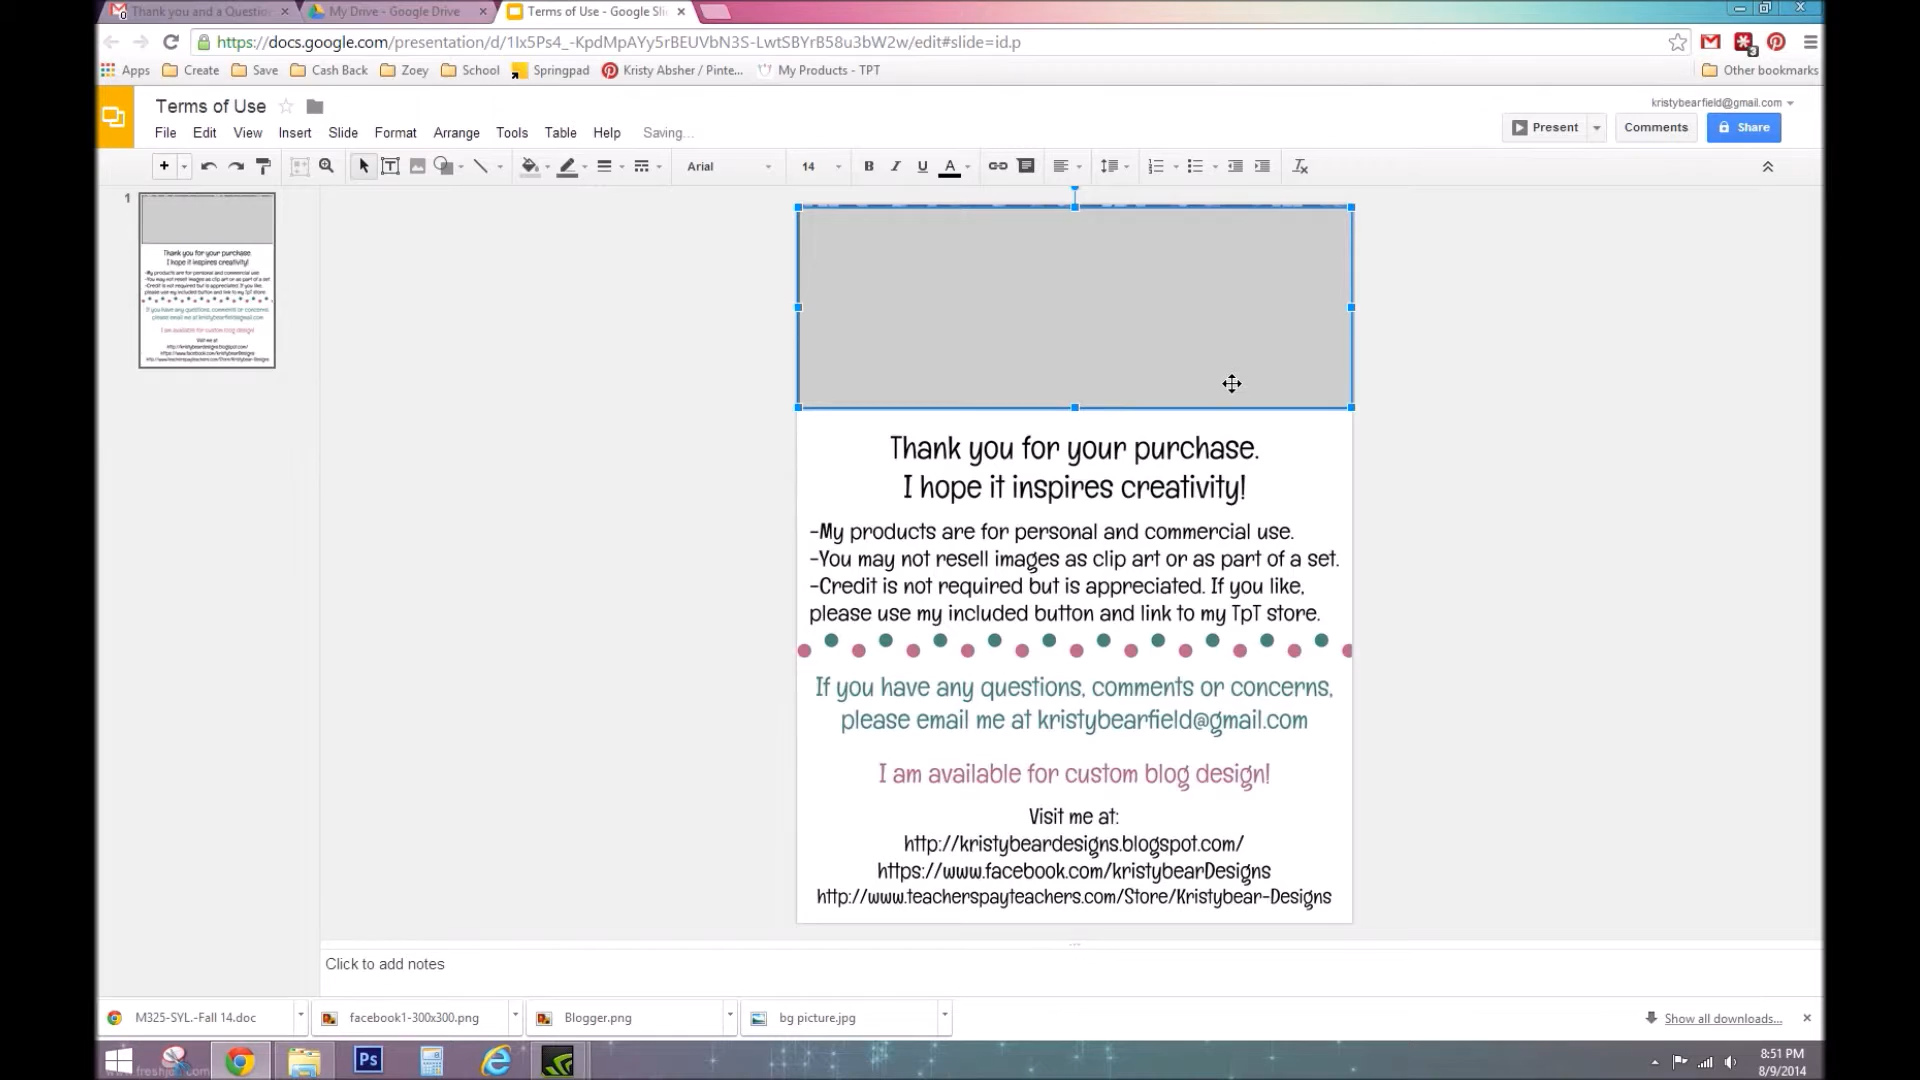 Thank you and a Question
My Drive - Google Drive
Terms of Use - Google Sli
https://docs.google.com/presentation/d/1Ix5Ps4_-KpdMpAYy5rBEUVbN3S-LwtSBYrB58u3bW2w/edit#slide=id.p
Apps Create Save Cash Back Zoey School Springpad Kristy Absher / Pinte... My Products - TPT Other bookmarks
Terms of Use
kristybearfield@gmail.com
File Edit View Insert Slide Format Arrange Tools Table Help Saving...
Present Comments Share
Arial 14
1
Thank you for your purchase.
I hope it inspires creativity!
-My products are for personal and commercial use.
-You may not resell images as clip art or as part of a set.
-Credit is not required but is appreciated. If you like,
please use my included button and link to my TpT store.
If you have any questions, comments or concerns,
please email me at kristybearfield@gmail.com
I am available for custom blog design!
Visit me at:
http://kristybeardesigns.blogspot.com/
https://www.facebook.com/kristybearDesigns
http://www.teacherspayteachers.com/Store/Kristybear-Designs
Click to add notes
M325-SYL.-Fall 14.doc facebook1-300x300.png Blogger.png bg picture.jpg Show all downloads...
Ps
8:51 PM
8/9/2014